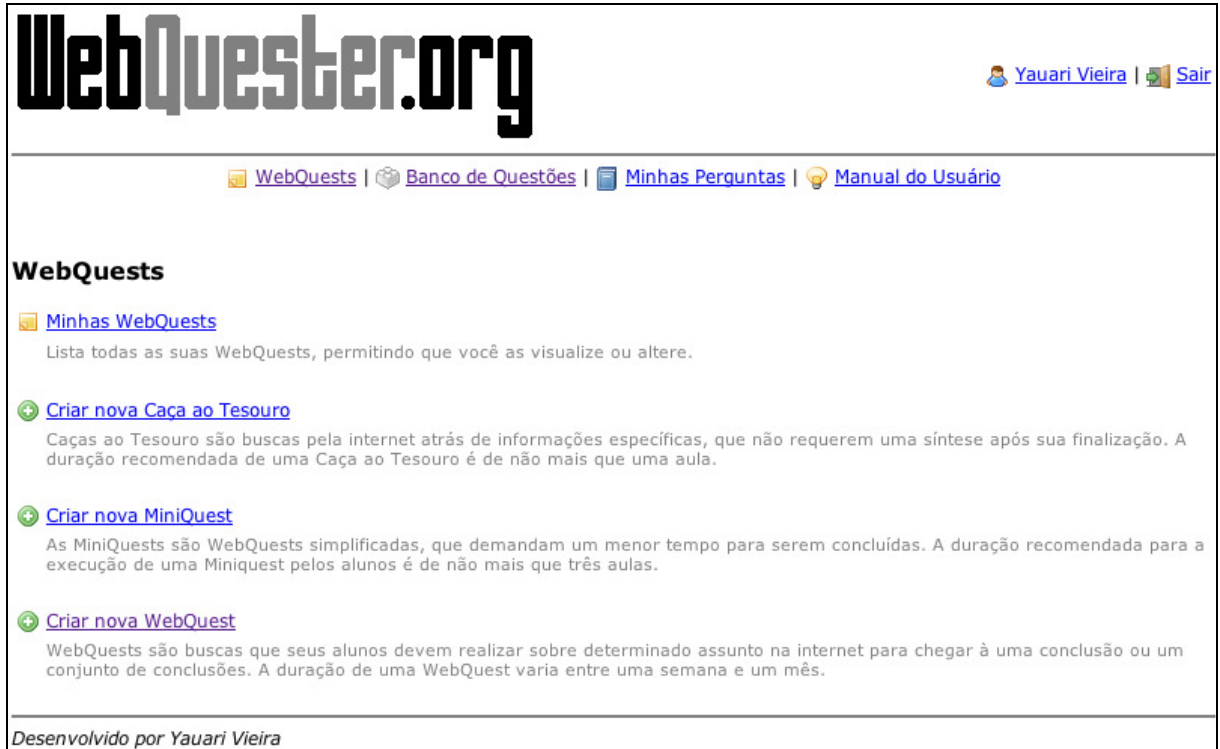 WebQuester.org
Yauari Vieira | Sair
WebQuests | Banco de Questões | Minhas Perguntas | Manual do Usuário
WebQuests
Minhas WebQuests
Lista todas as suas WebQuests, permitindo que você as visualize ou altere.
Criar nova Caça ao Tesouro
Caças ao Tesouro são buscas pela internet atrás de informações específicas, que não requerem uma síntese após sua finalização. A
duração recomendada de uma Caça ao Tesouro é de não mais que uma aula.
Criar nova MiniQuest
As MiniQuests são WebQuests simplificadas, que demandam um menor tempo para serem concluídas. A duração recomendada para a
execução de uma Miniquest pelos alunos é de não mais que três aulas.
Criar nova WebQuest
WebQuests são buscas que seus alunos devem realizar sobre determinado assunto na internet para chegar à uma conclusão ou um
conjunto de conclusões. A duração de uma WebQuest varia entre uma semana e um mês.
Desenvolvido por Yauari Vieira